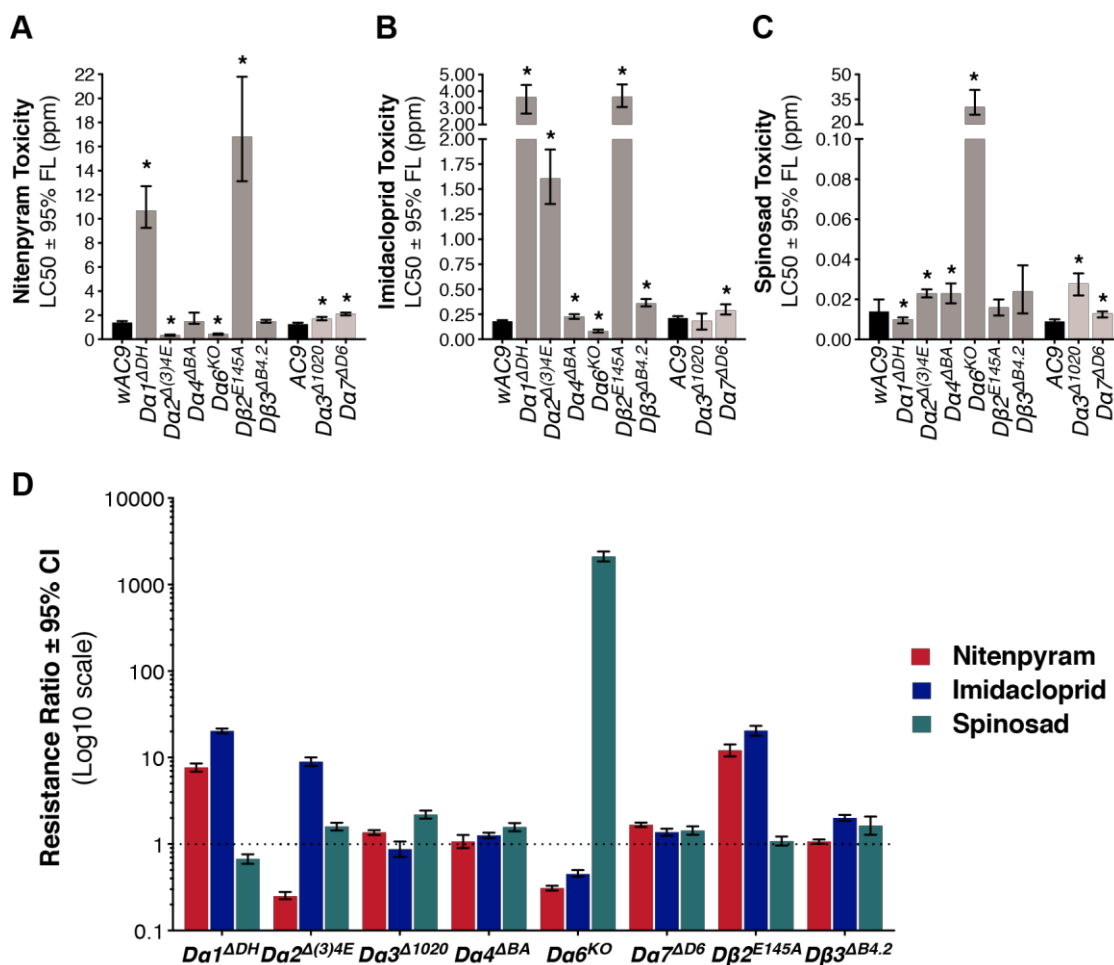 A
Nitenpyram Toxicity
LC50 ± 95% FL (ppm)
22
20
18
16
14
12
10
8
6
4
2
0
*
*
*
*
*
*
wAC9
Dα1ΔDH
Dα2Δ(3)4E
Dα4ΔBA
Dα6KO
Dβ2E145A
Dβ3ΔB4.2
AC9
Dα3Δ1020
Dα7ΔD6
B
Imidacloprid Toxicity
LC50 ± 95% FL (ppm)
5.00
4.00
3.00
2.00
2.00
1.75
1.50
1.25
1.00
0.75
0.50
0.25
0.00
*
*
*
*
*
*
*
wAC9
Dα1ΔDH
Dα2Δ(3)4E
Dα4ΔBA
Dα6KO
Dβ2E145A
Dβ3ΔB4.2
AC9
Dα3Δ1020
Dα7ΔD6
C
Spinosad Toxicity
LC50 ± 95% FL (ppm)
50
35
20
0.10
0.08
0.06
0.04
0.02
0.00
*
*
*
*
*
*
wAC9
Dα1ΔDH
Dα2Δ(3)4E
Dα4ΔBA
Dα6KO
Dβ2E145A
Dβ3ΔB4.2
AC9
Dα3Δ1020
Dα7ΔD6
D
Resistance Ratio ± 95% CI
(Log10 scale)
10000
1000
100
10
1
0.1
Dα1ΔDH Dα2Δ(3)4E Dα3Δ1020 Dα4ΔBA Dα6KO Dα7ΔD6 Dβ2E145A Dβ3ΔB4.2
Nitenpyram
Imidacloprid
Spinosad